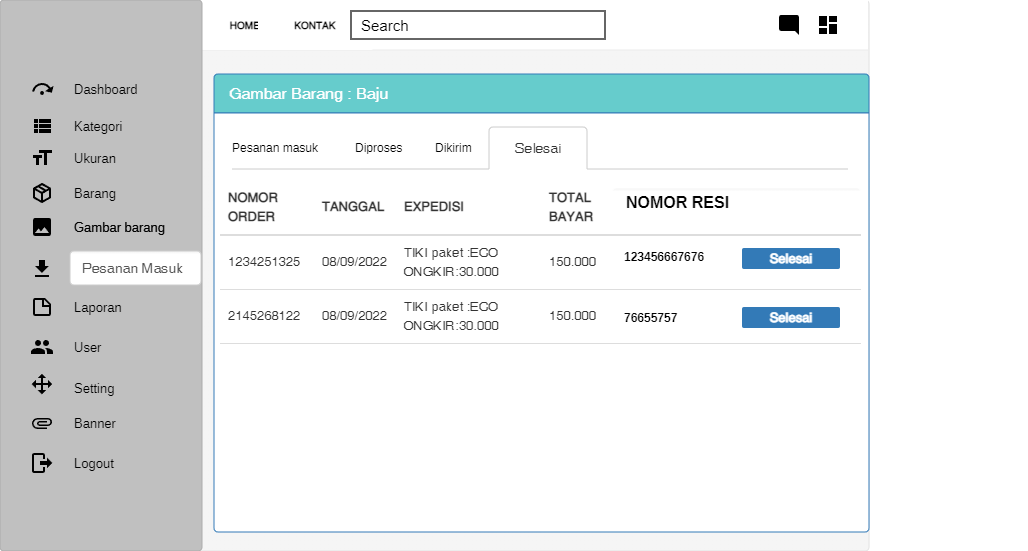 HOME KONTAK Search
Dashboard
Kategori
Ukuran
Barang
Gambar barang
Pesanan Masuk
Laporan
User
Setting
Banner
Logout
Gambar Barang : Baju
Pesanan masuk Diproses Dikirim Selesai
NOMOR ORDER TANGGAL EXPEDISI TOTAL BAYAR NOMOR RESI
1234251325 08/09/2022 TIKI paket :ECO 150.000 123456667676 Selesai
ONGKIR:30.000
2145268122 08/09/2022 TIKI paket :ECO 150.000 76655757 Selesai
ONGKIR:30.000